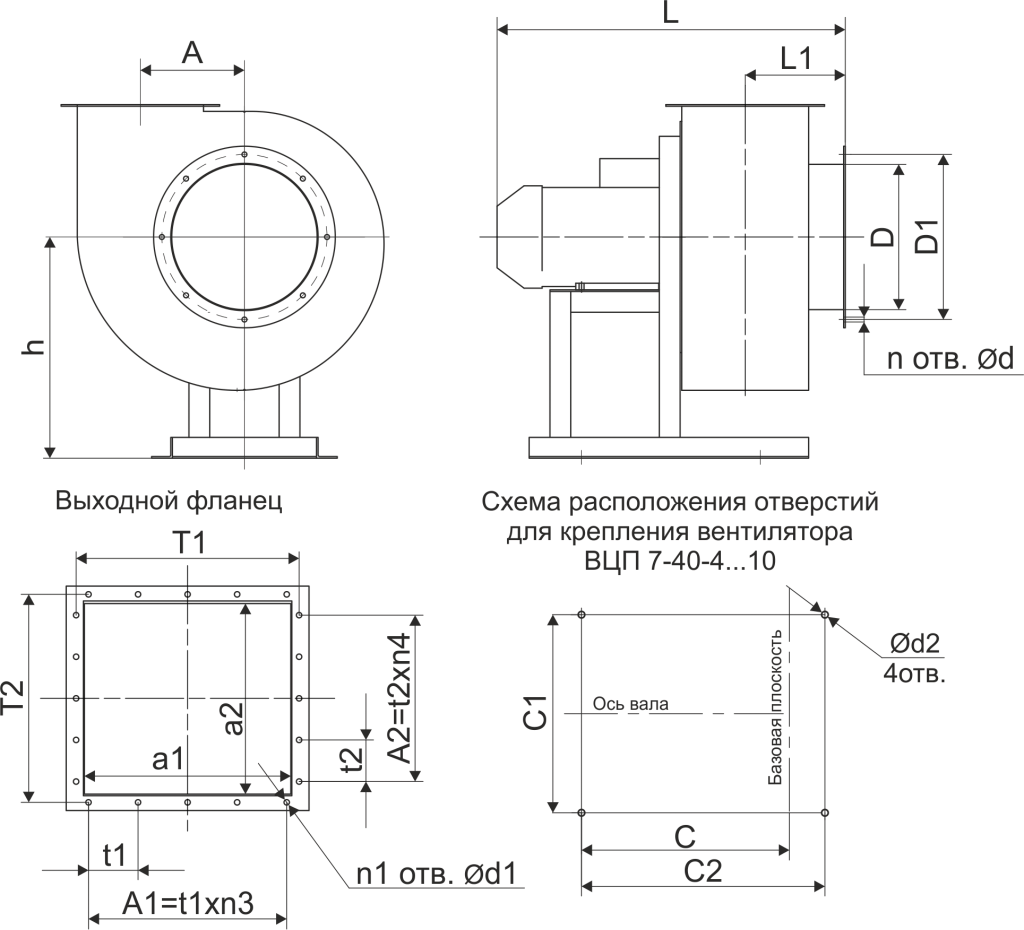 L
A
L1
D
D1
h
n отв. Ød
Выходной фланец
Схема расположения отверстий
для крепления вентилятора
ВЦП 7-40-4...10
T1
T2
a1
a2
A2=t2xn4
t2
t1
A1=t1xn3
n1 отв. Ød1
C1
Ось вала
Базовая плоскость
Ød2
4отв.
C
C2